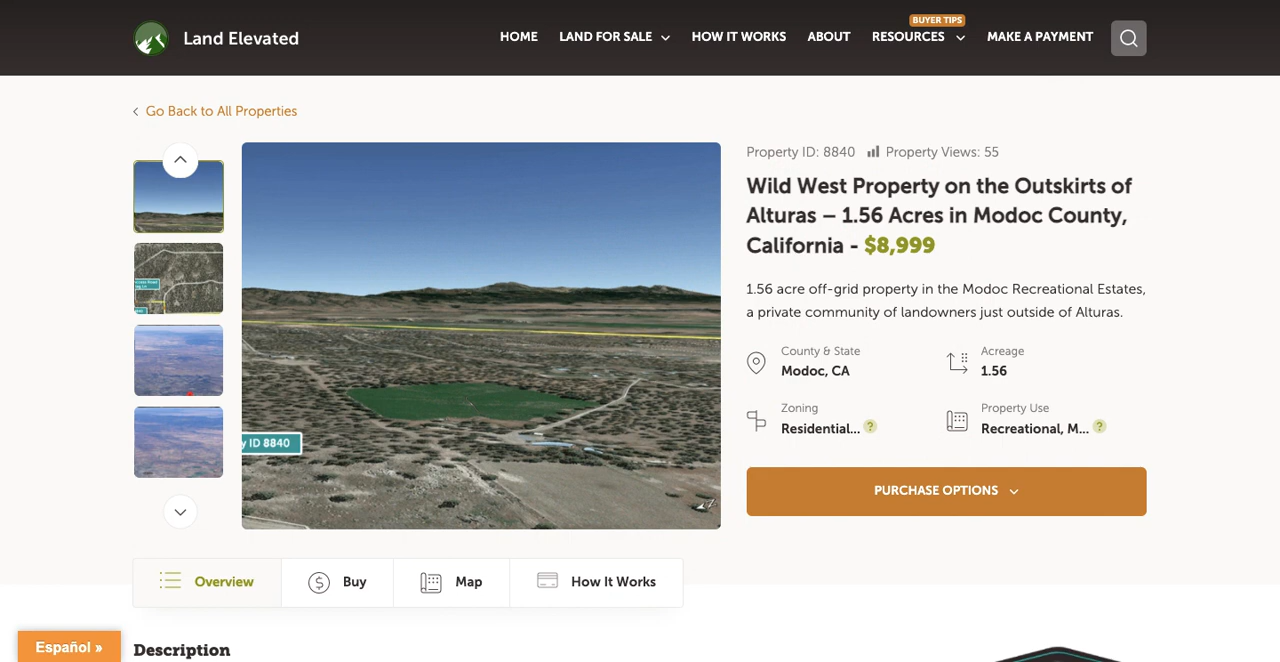 Land Elevated
HOME
LAND FOR SALE
HOW IT WORKS
ABOUT
BUYER TIPS
RESOURCES
MAKE A PAYMENT
Go Back to All Properties
Property ID: 8840
Property Views: 55
Wild West Property on the Outskirts of
Alturas – 1.56 Acres in Modoc County,
California - $8,999
1.56 acre off-grid property in the Modoc Recreational Estates,
a private community of landowners just outside of Alturas.
County & State
Modoc, CA
Acreage
1.56
Zoning
Residential... ?
Property Use
Recreational, M... ?
y ID 8840
PURCHASE OPTIONS
Overview
Buy
Map
How It Works
Español »
Description